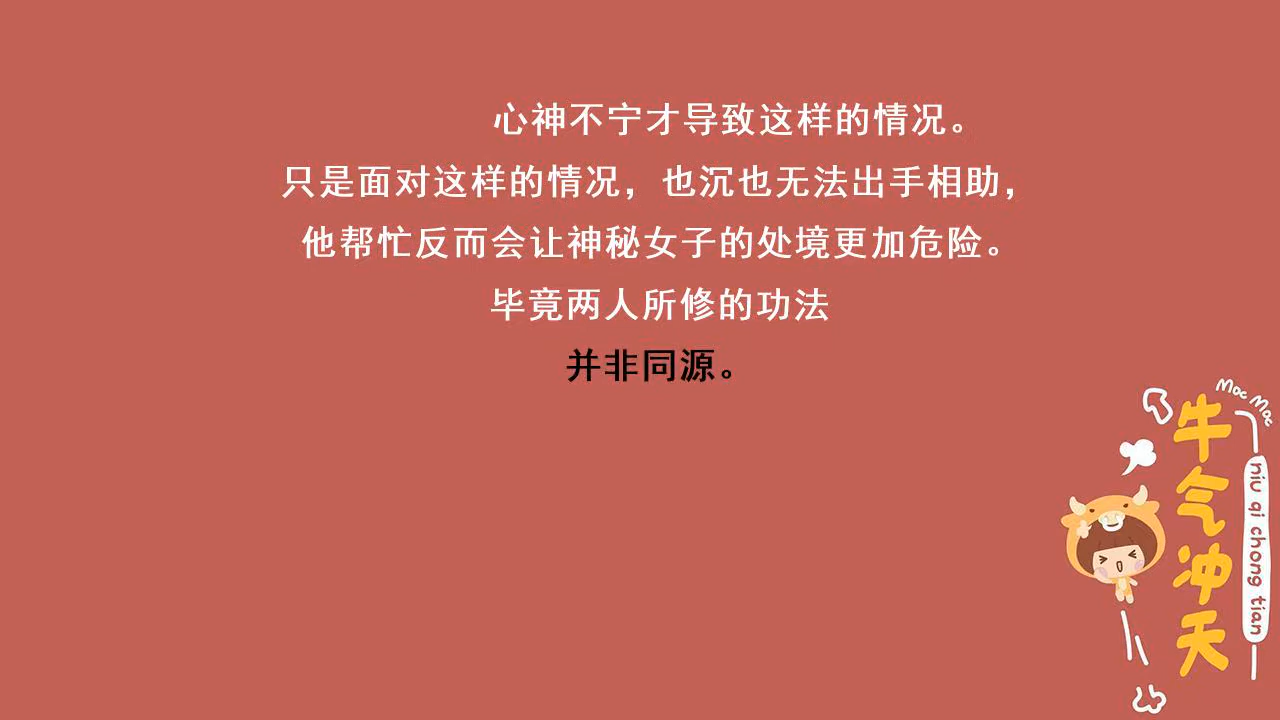 心神不宁才导致这样的情况。
只是面对这样的情况，也沉也无法出手相助，
他帮忙反而会让神秘女子的处境更加危险。
毕竟两人所修的功法
并非同源。
Moc Moc
牛气冲天
niu qi chong tian